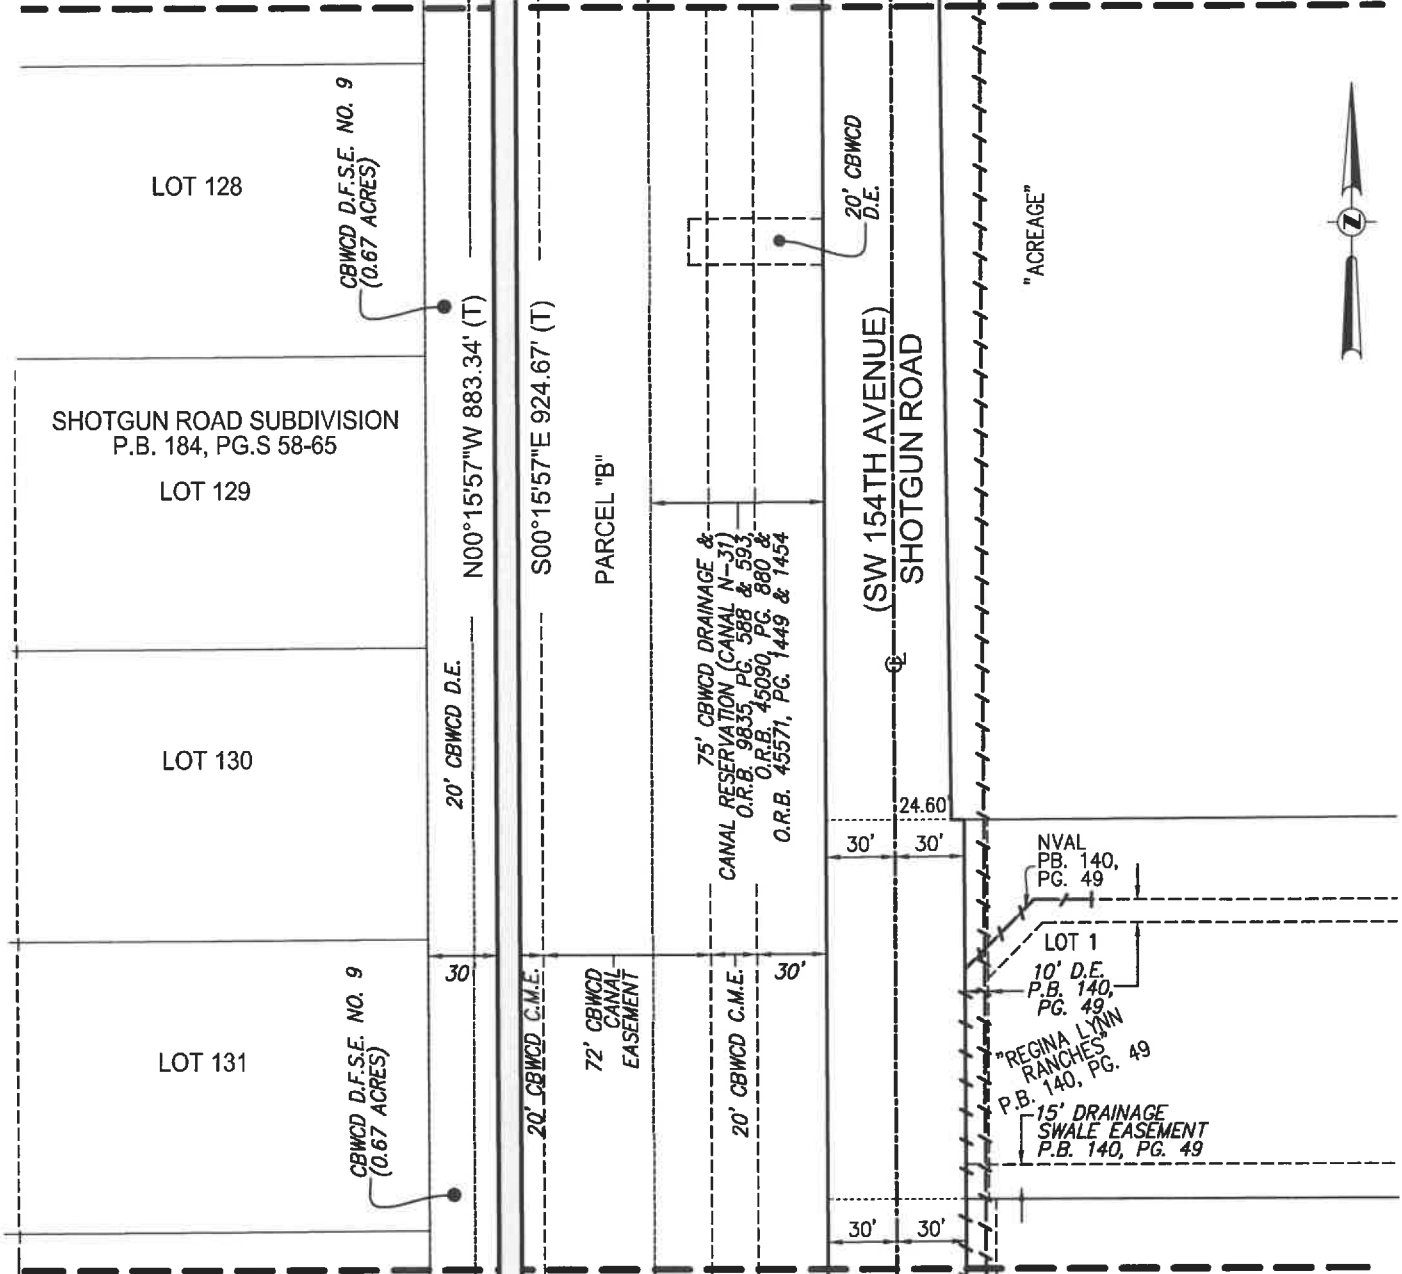 LOT 128
CBWCD D.F.S.E. NO. 9
(0.67 ACRES)
SHOTGUN ROAD SUBDIVISION
P.B. 184, PG.S 58-65
LOT 129
LOT 130
LOT 131
CBWCD D.F.S.E. NO. 9
(0.67 ACRES)
N00°15'57"W 883.34' (T)
20' CBWCD D.E.
30'
S00°15'57"E 924.67' (T)
PARCEL "B"
20' CBWCD C.M.E.
72' CBWCD
CANAL
EASEMENT
20' CBWCD C.M.E.
30'
75' CBWCD DRAINAGE &
CANAL RESERVATION (CANAL N-31)
O.R.B. 9835, PG. 588 & 593,
O.R.B. 45090, PG. 880 &
O.R.B. 45571, PG. 1449 & 1454
20' CBWCD
D.E.
(SW 154TH AVENUE)
SHOTGUN ROAD
CL
24.60'
30'
30'
30'
30'
"ACREAGE"
N
NVAL
PB. 140,
PG. 49
LOT 1
10' D.E.
P.B. 140,
PG. 49
"REGINA LYNN
RANCHES"
P.B. 140, PG. 49
15' DRAINAGE
SWALE EASEMENT
P.B. 140, PG. 49